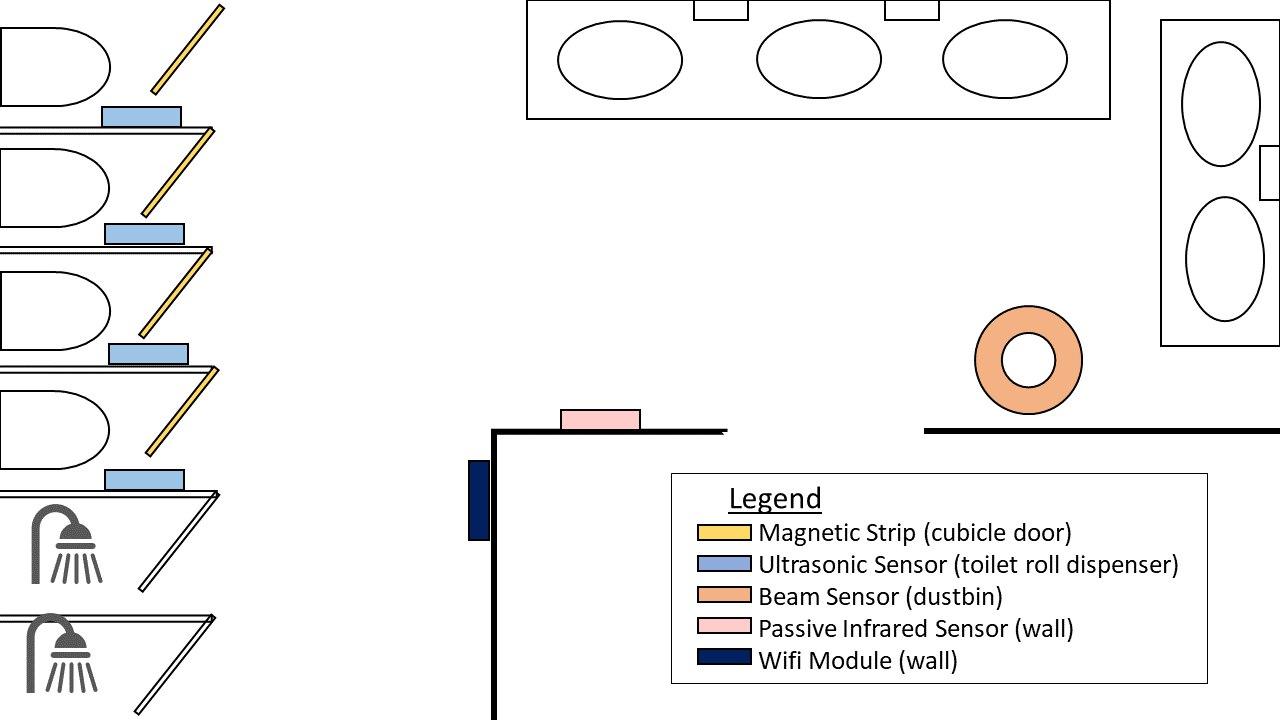 Legend
Magnetic Strip (cubicle door)
Ultrasonic Sensor (toilet roll dispenser)
Beam Sensor (dustbin)
Passive Infrared Sensor (wall)
Wifi Module (wall)